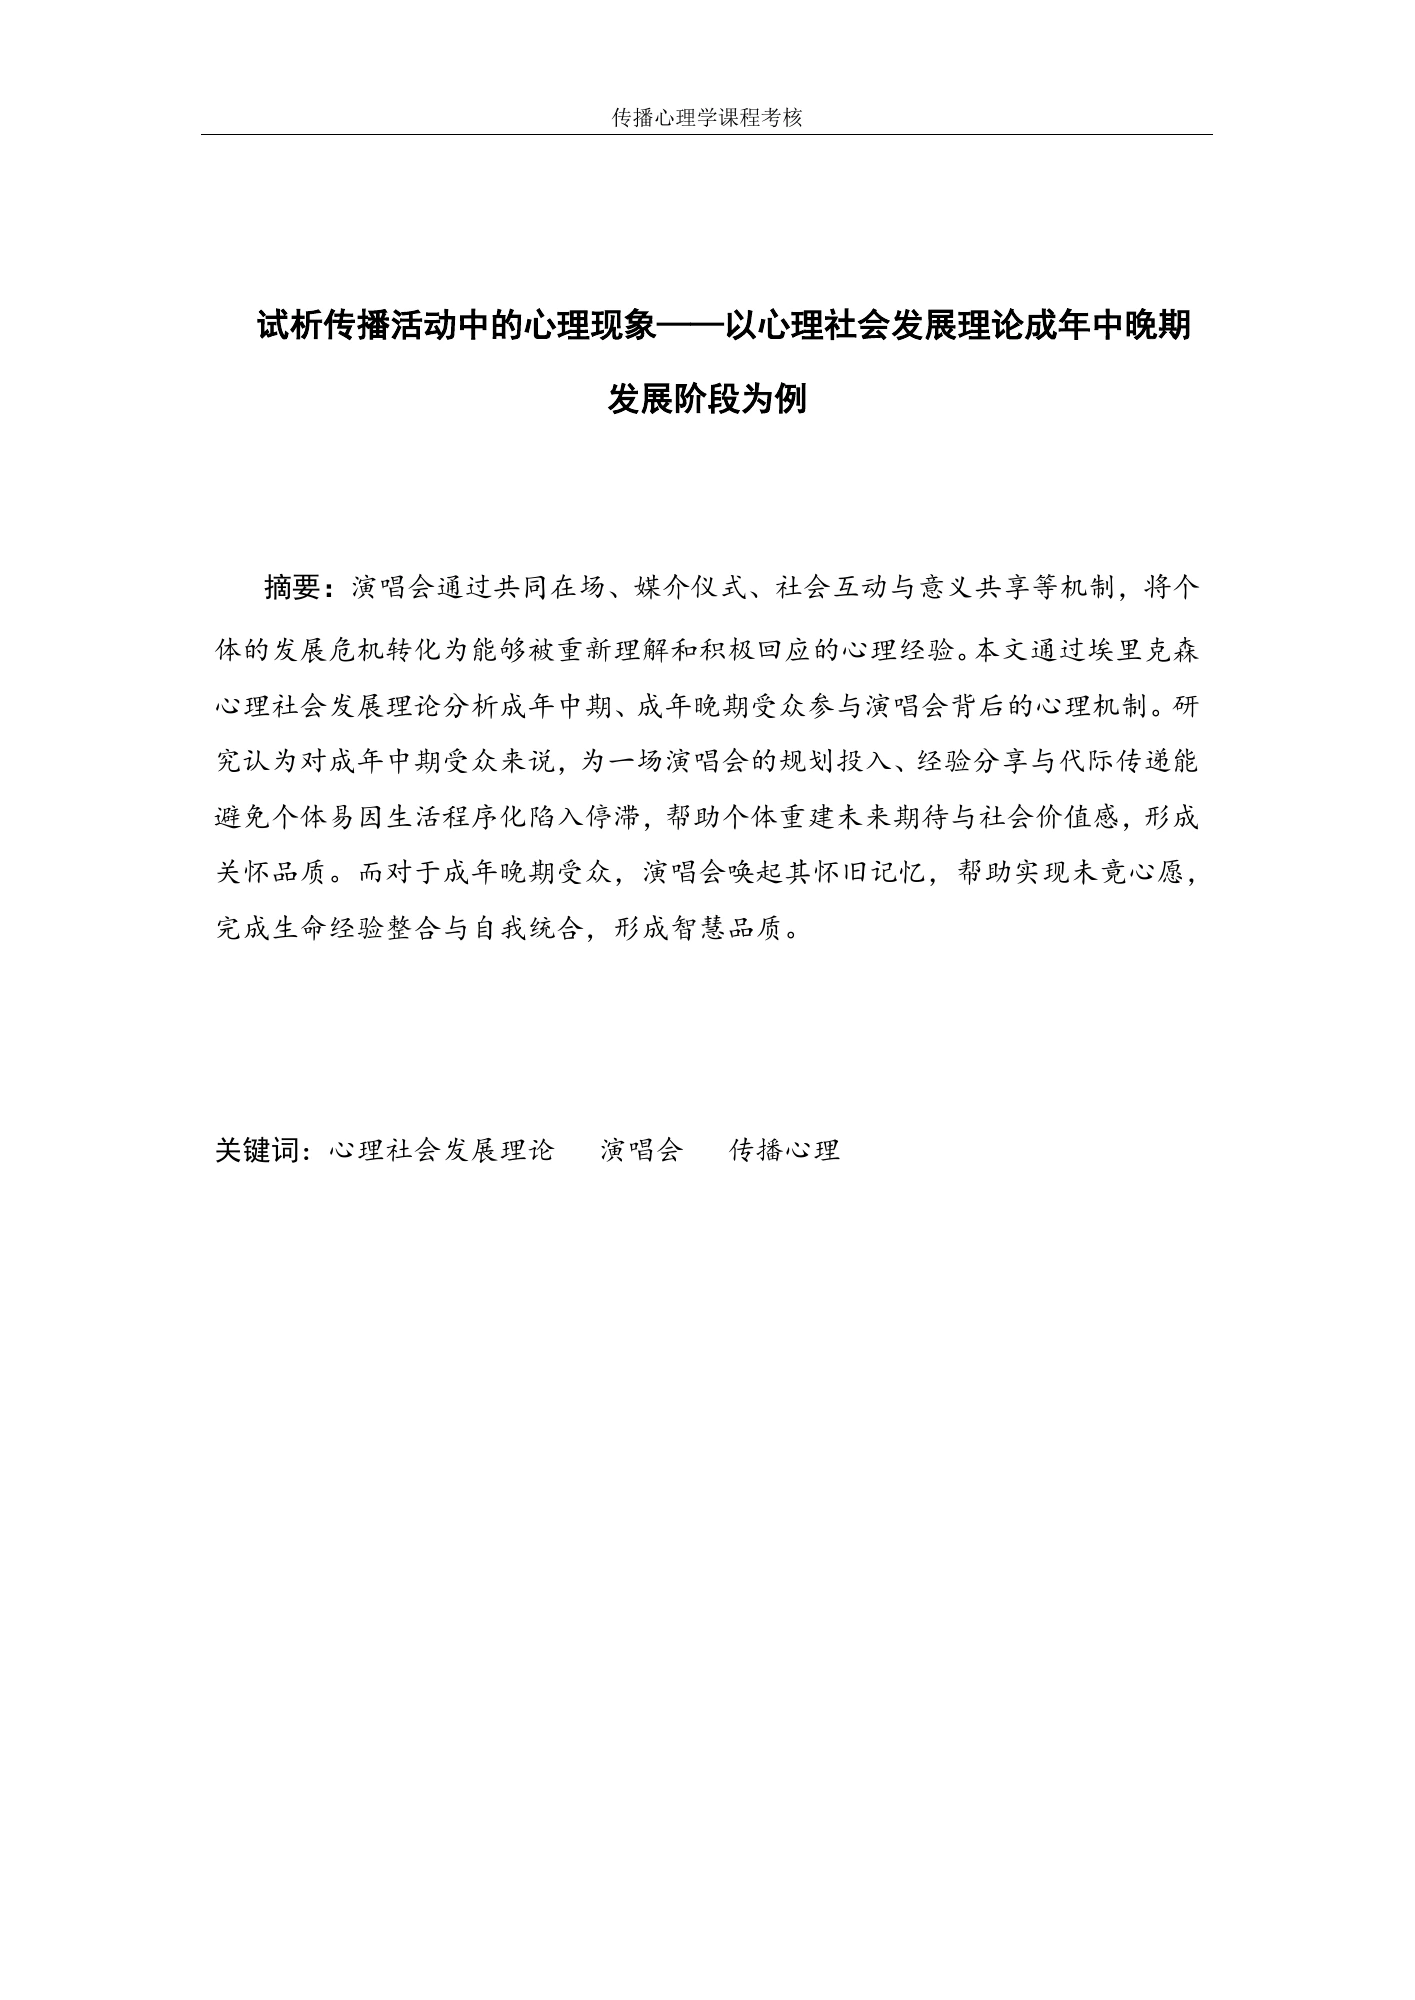 传播心理学课程考核
试析传播活动中的心理现象——以心理社会发展理论成年中晚期
发展阶段为例
摘要：演唱会通过共同在场、媒介仪式、社会互动与意义共享等机制，将个
体的发展危机转化为能够被重新理解和积极回应的心理经验。本文通过埃里克森
心理社会发展理论分析成年中期、成年晚期受众参与演唱会背后的心理机制。研
究认为对成年中期受众来说，为一场演唱会的规划投入、经验分享与代际传递能
避免个体易因生活程序化陷入停滞，帮助个体重建未来期待与社会价值感，形成
关怀品质。而对于成年晚期受众，演唱会唤起其怀旧记忆，帮助实现未竟心愿，
完成生命经验整合与自我统合，形成智慧品质。
关键词：心理社会发展理论 演唱会 传播心理